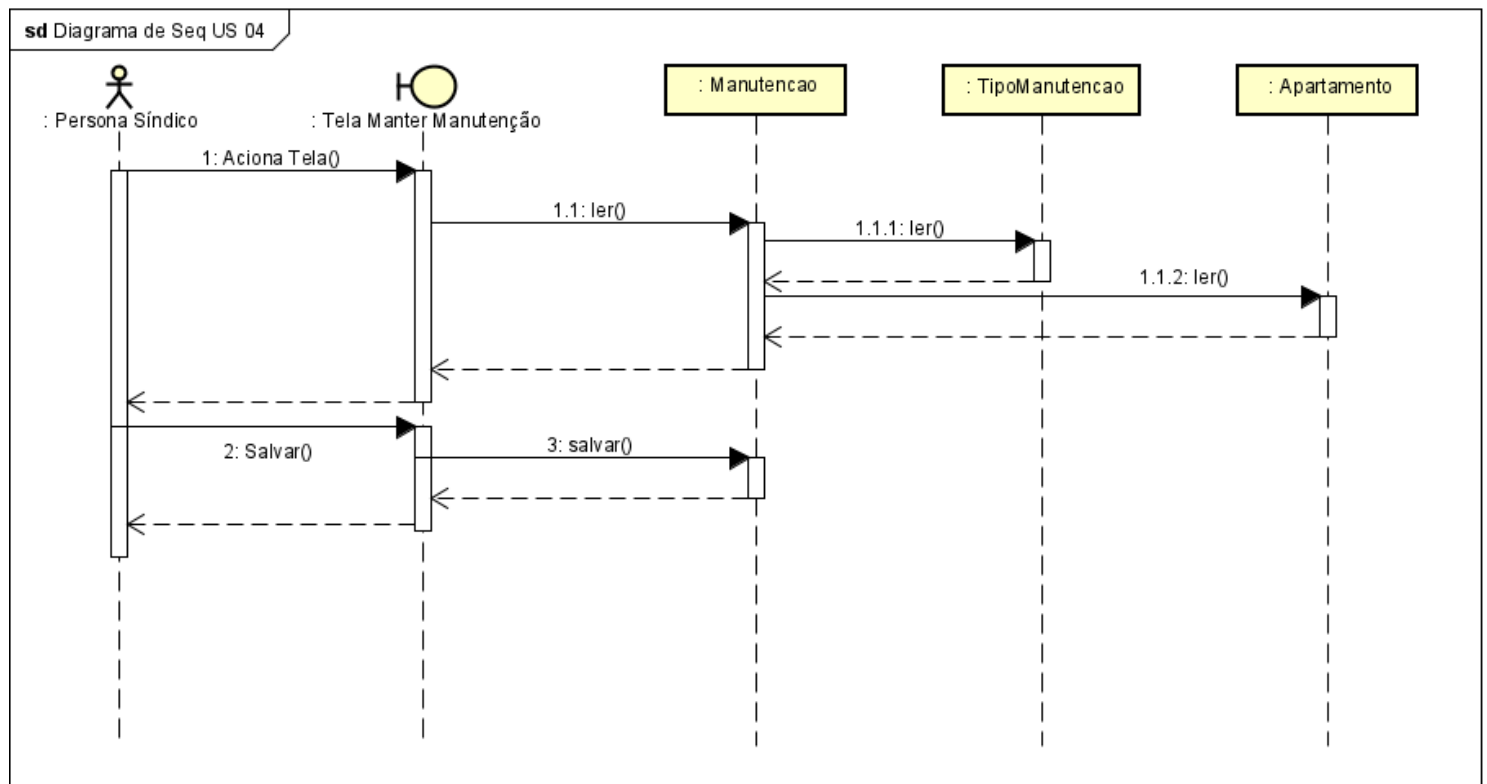 sd Diagrama de Seq US 04
: Persona Síndico
: Tela Manter Manutenção
: Manutencao
: TipoManutencao
: Apartamento
1: Aciona Tela()
1.1: ler()
1.1.1: ler()
1.1.2: ler()
2: Salvar()
3: salvar()